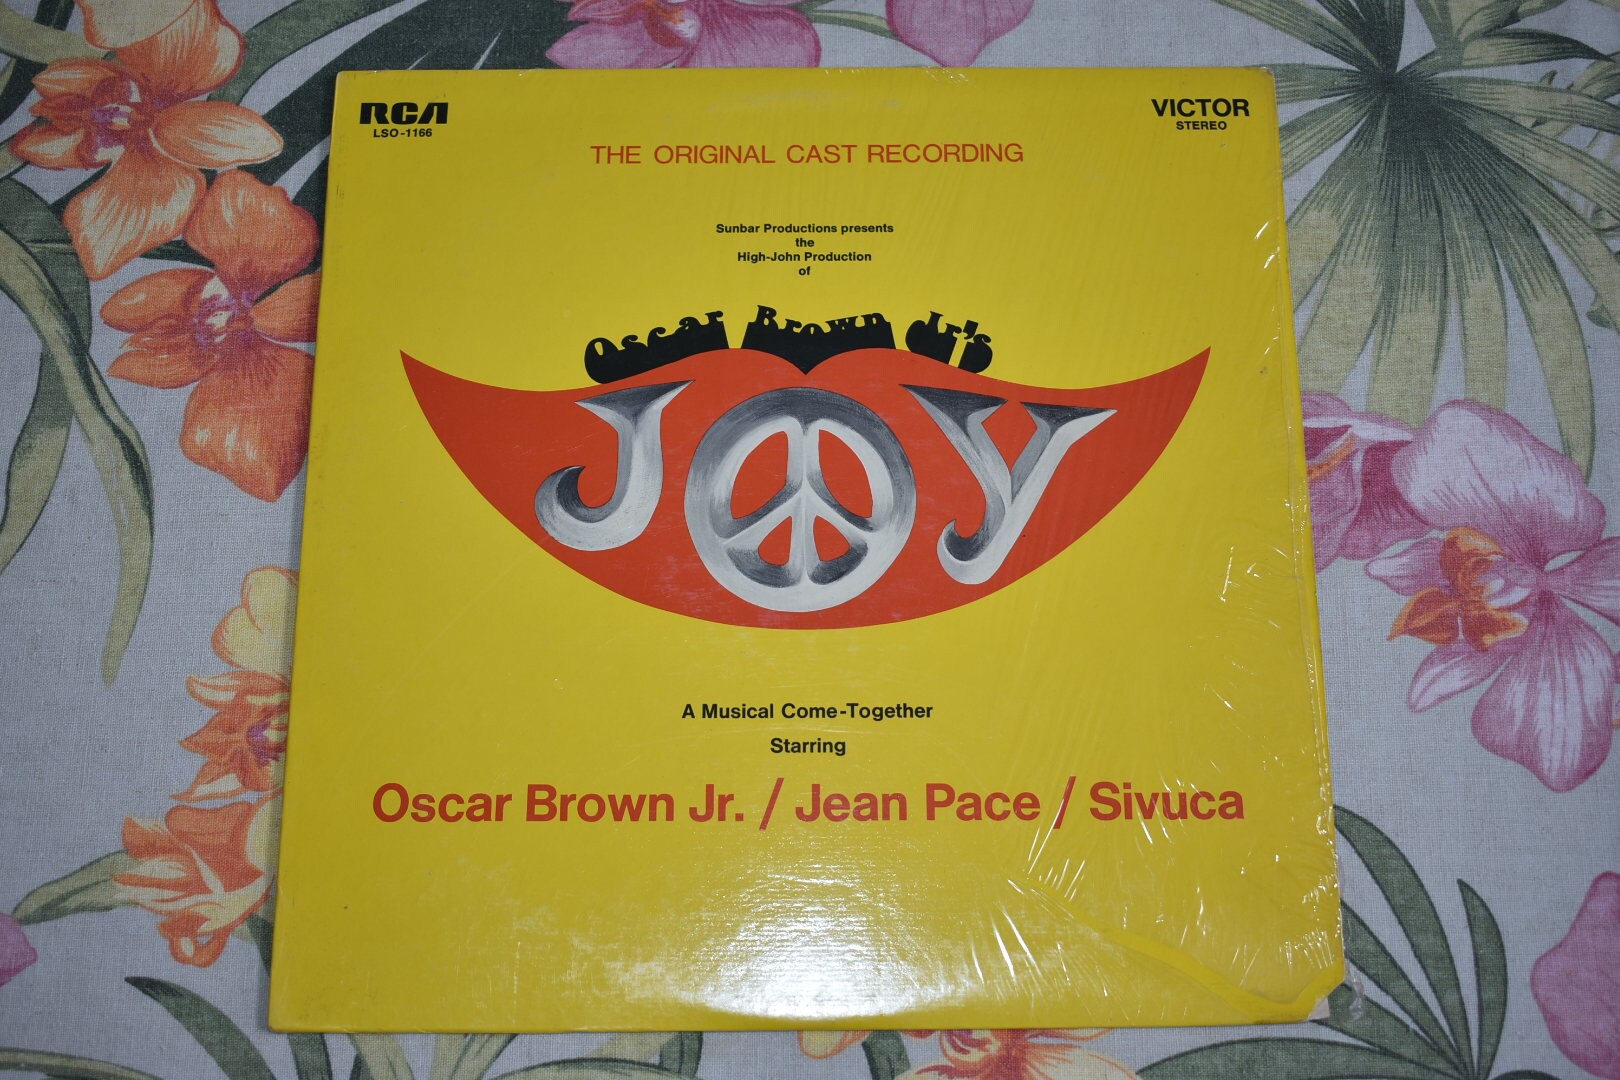 RCA
LSO-1166
VICTOR
STEREO
THE ORIGINAL CAST RECORDING
Sunbar Productions presents
the
High-John Production
of
Oscar Brown Jr's
JOY
A Musical Come-Together
Starring
Oscar Brown Jr. / Jean Pace / Sivuca